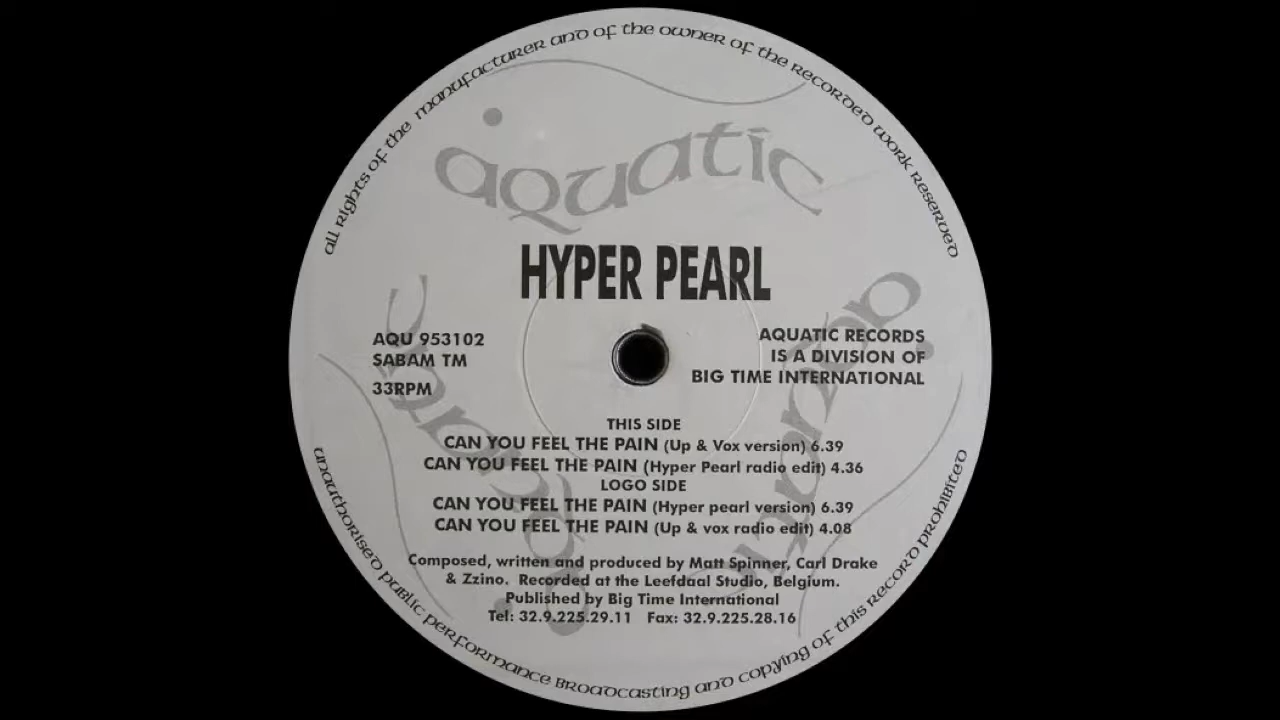 all rights of the manufacturer and of the owner of the recorded work reserved
aquatic
HYPER PEARL
aquatic
aquatic
AQU 953102
SABAM TM
33RPM
AQUATIC RECORDS
IS A DIVISION OF
BIG TIME INTERNATIONAL
THIS SIDE
CAN YOU FEEL THE PAIN (Up & Vox version) 6.39
CAN YOU FEEL THE PAIN (Hyper Pearl radio edit) 4.36
LOGO SIDE
CAN YOU FEEL THE PAIN (Hyper pearl version) 6.39
CAN YOU FEEL THE PAIN (Up & vox radio edit) 4.08
Composed, written and produced by Matt Spinner, Carl Drake
& Zzino. Recorded at the Leefdaal Studio, Belgium.
Published by Big Time International
Tel: 32.9.225.29.11 Fax: 32.9.225.28.16
unauthorised public performance broadcasting and copying of this record prohibited